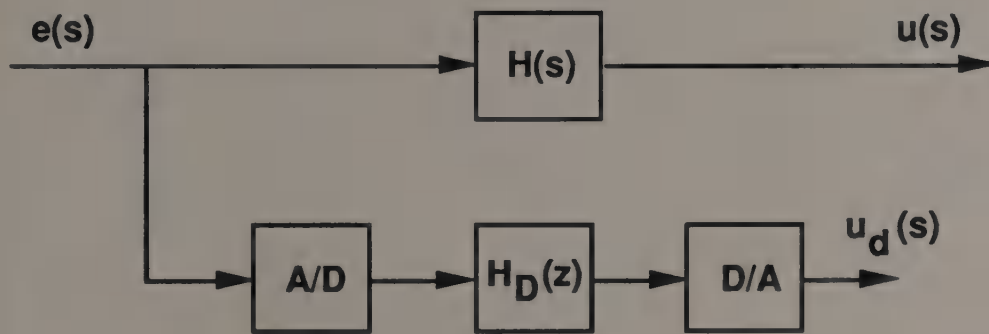 e(s)
u(s)
H(s)
u_d(s)
A/D
H_D(z)
D/A